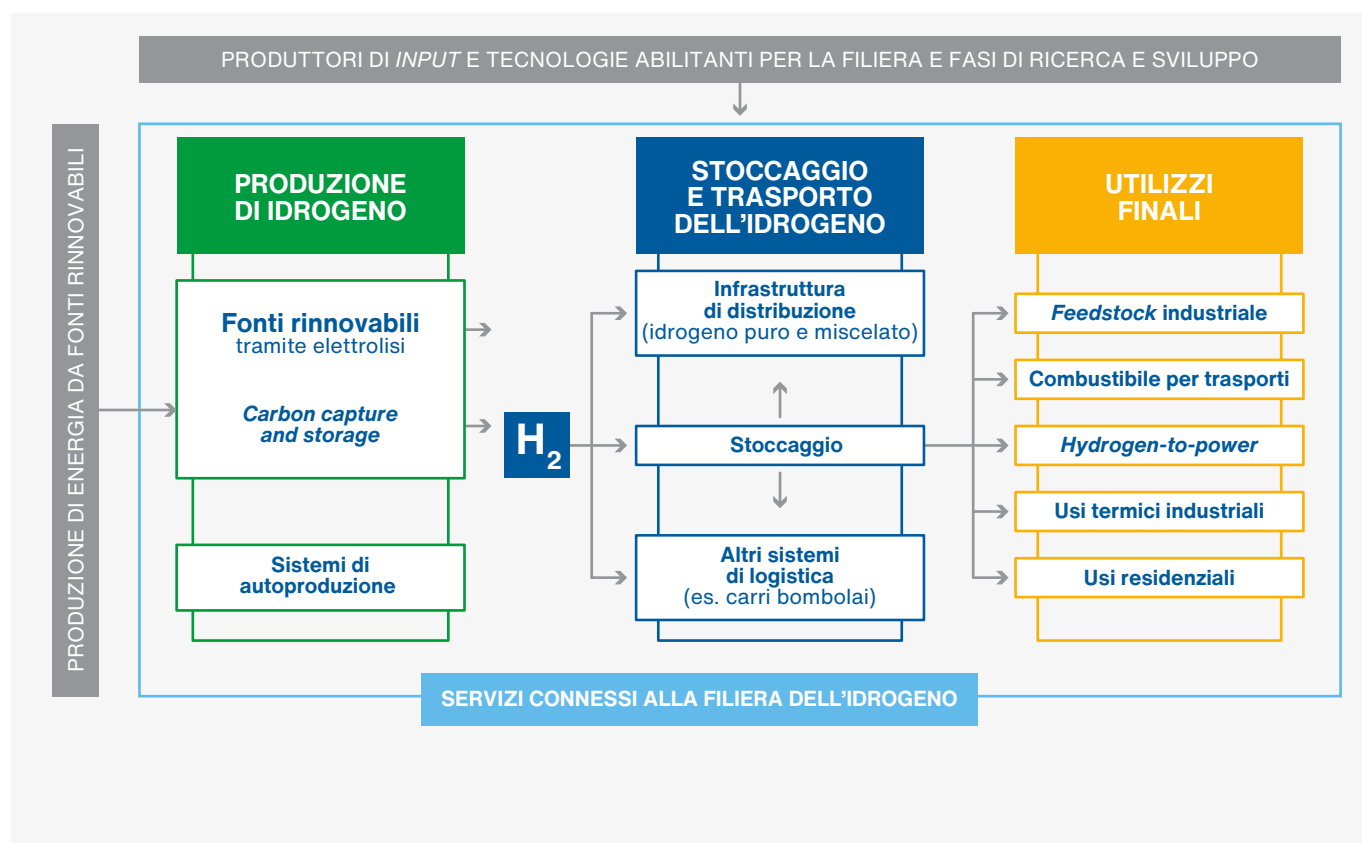 PRODUTTORI DI INPUT E TECNOLOGIE ABILITANTI PER LA FILIERA E FASI DI RICERCA E SVILUPPO
PRODUZIONE DI ENERGIA DA FONTI RINNOVABILI
PRODUZIONE
DI IDROGENO
Fonti rinnovabili
tramite elettrolisi
Carbon capture
and storage
Sistemi di
autoproduzione
H2
STOCCAGGIO
E TRASPORTO
DELL’IDROGENO
Infrastruttura
di distribuzione
(idrogeno puro e miscelato)
Stoccaggio
Altri sistemi
di logistica
(es. carri bombolai)
UTILIZZI
FINALI
Feedstock industriale
Combustibile per trasporti
Hydrogen-to-power
Usi termici industriali
Usi residenziali
SERVIZI CONNESSI ALLA FILIERA DELL’IDROGENO